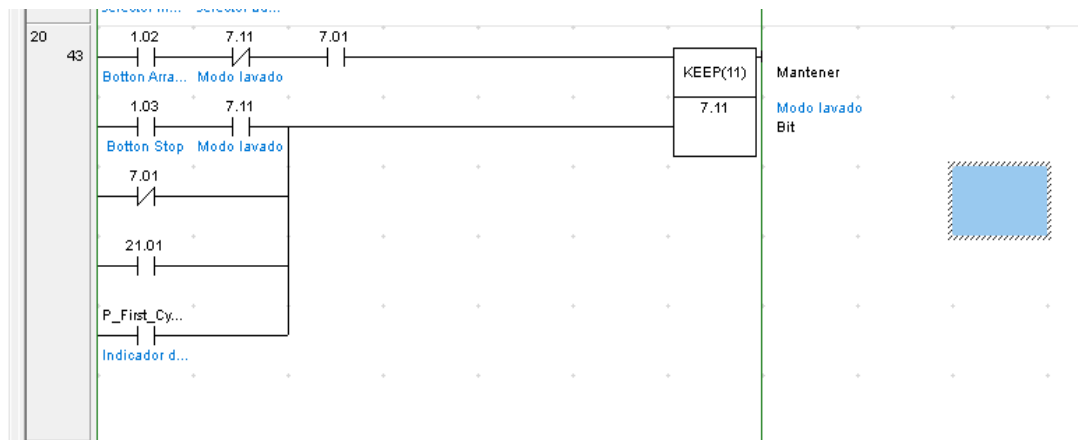 20
43
1.02 7.11 7.01
Botton Arra... Modo lavado
KEEP(11) Mantener
7.11 Modo lavado
Bit
1.03 7.11
Botton Stop Modo lavado
7.01
21.01
P_First_Cy...
Indicador d...